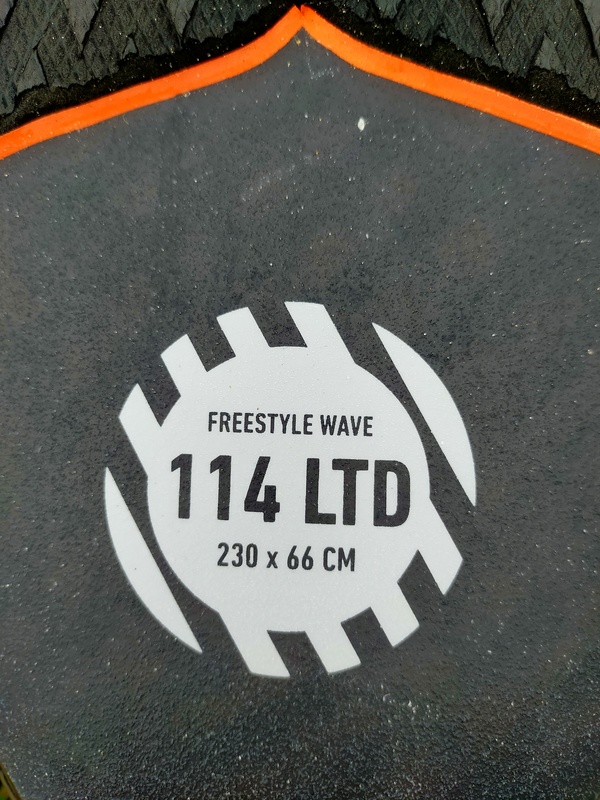 FREESTYLE WAVE
114 LTD
230 x 66 CM